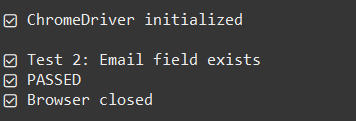 ☑ ChromeDriver initialized
☑ Test 2: Email field exists
☑ PASSED
☑ Browser closed